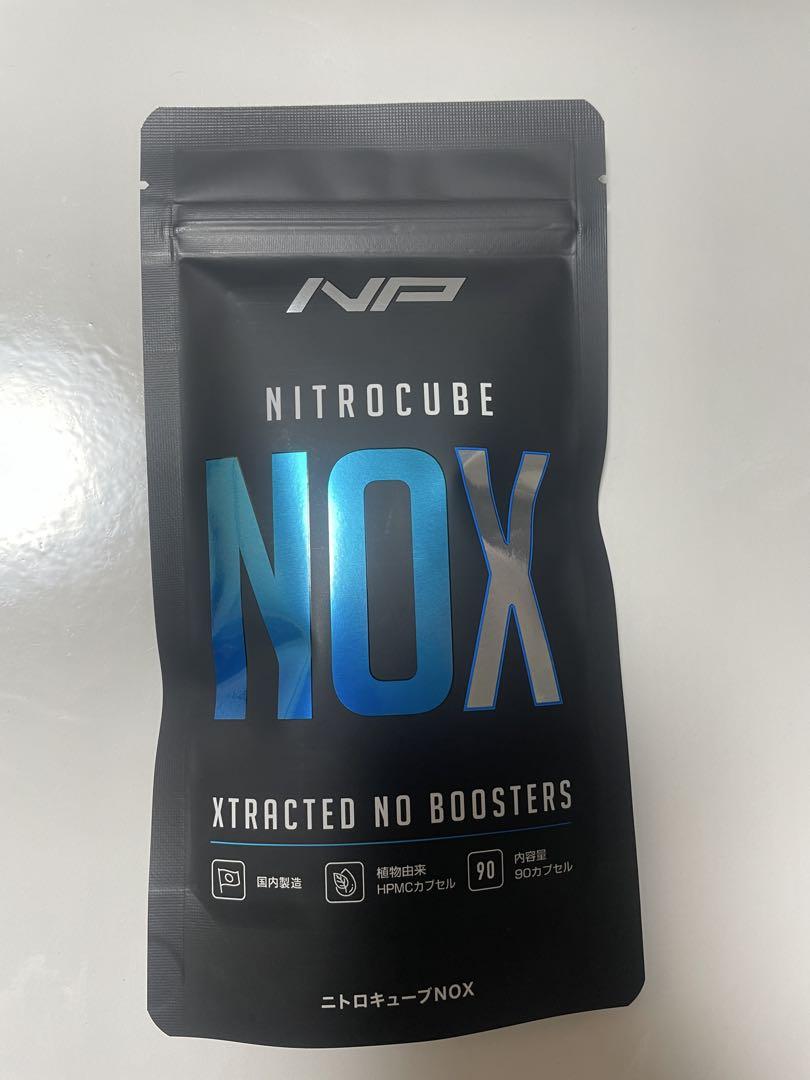 NP
NITROCUBE
NOX
XTRACTED NO BOOSTERS
国内製造
植物由来
HPMCカプセル
90
内容量
90カプセル
ニトロキューブNOX